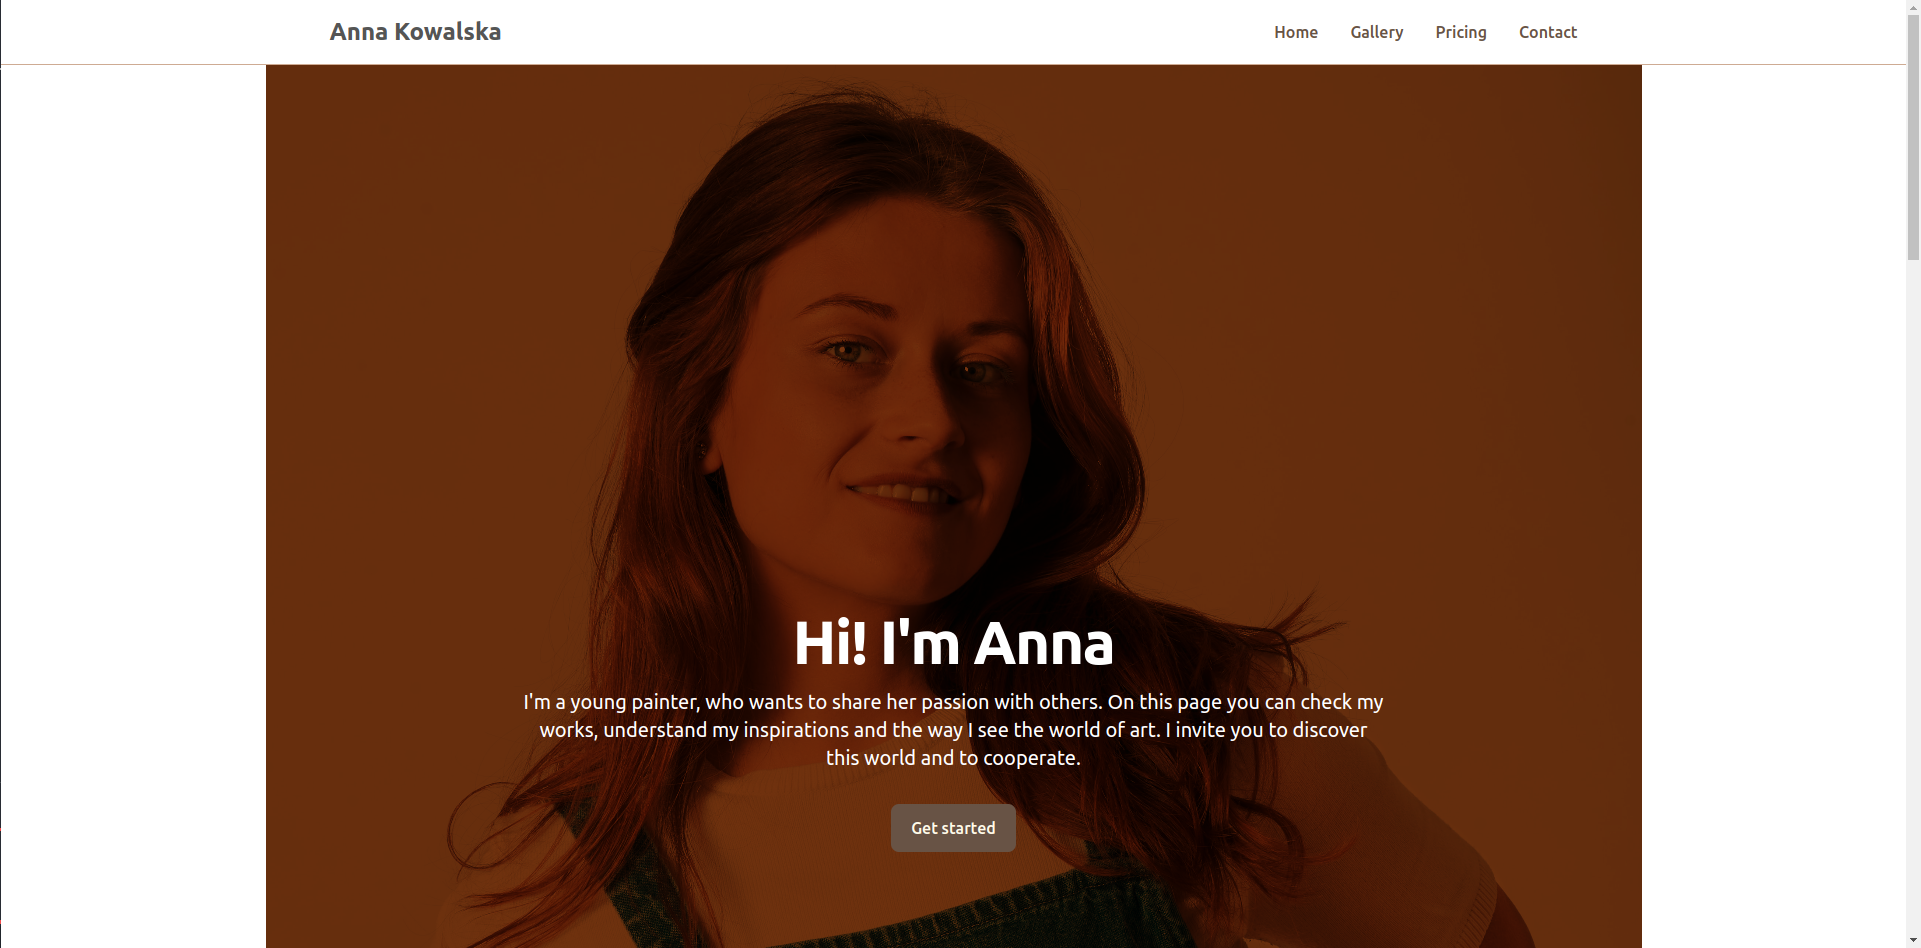 Anna Kowalska
Home Gallery Pricing Contact
Hi! I'm Anna
I'm a young painter, who wants to share her passion with others. On this page you can check my
works, understand my inspirations and the way I see the world of art. I invite you to discover
this world and to cooperate.
Get started